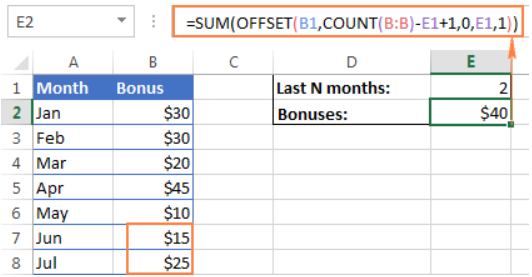 E2 =SUM(OFFSET(B1,COUNT(B:B)-E1+1,0,E1,1))
A B C D E
1 Month Bonus Last N months: 2
2 Jan $30 Bonuses: $40
3 Feb $30
4 Mar $20
5 Apr $45
6 May $10
7 Jun $15
8 Jul $25